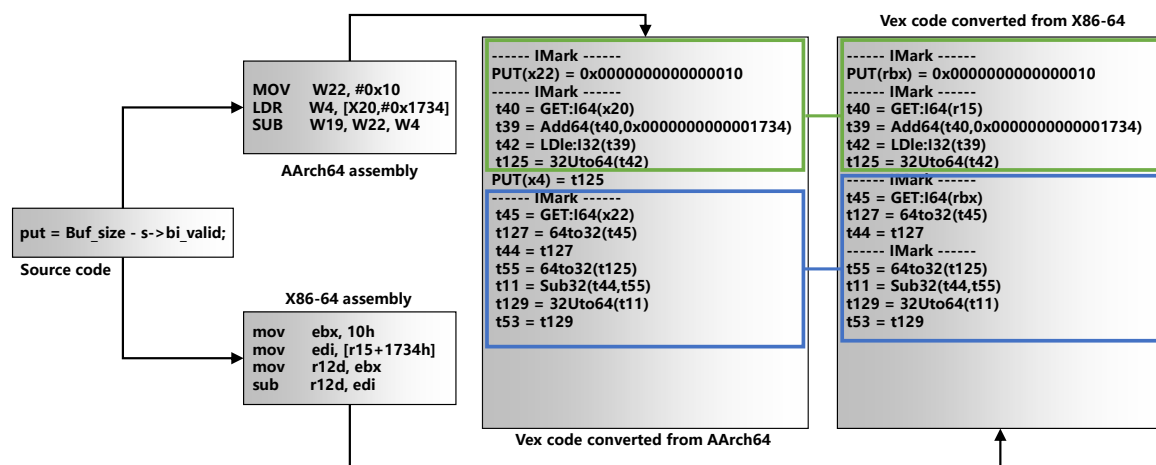 Vex code converted from X86-64
MOV W22, #0x10
LDR W4, [X20,#0x1734]
SUB W19, W22, W4
AArch64 assembly
put = Buf_size - s->bi_valid;
Source code
X86-64 assembly
mov ebx, 10h
mov edi, [r15+1734h]
mov r12d, ebx
sub r12d, edi
------ IMark ------
PUT(x22) = 0x0000000000000010
------ IMark ------
t40 = GET:I64(x20)
t39 = Add64(t40,0x0000000000001734)
t42 = LDle:I32(t39)
t125 = 32Uto64(t42)
PUT(x4) = t125
------ IMark ------
t45 = GET:I64(x22)
t127 = 64to32(t45)
t44 = t127
t55 = 64to32(t125)
t11 = Sub32(t44,t55)
t129 = 32Uto64(t11)
t53 = t129
Vex code converted from AArch64
------ IMark ------
PUT(rbx) = 0x0000000000000010
------ IMark ------
t40 = GET:I64(r15)
t39 = Add64(t40,0x0000000000001734)
t42 = LDle:I32(t39)
t125 = 32Uto64(t42)
------ IMark ------
t45 = GET:I64(rbx)
t127 = 64to32(t45)
t44 = t127
------ IMark ------
t55 = 64to32(t125)
t11 = Sub32(t44,t55)
t129 = 32Uto64(t11)
t53 = t129